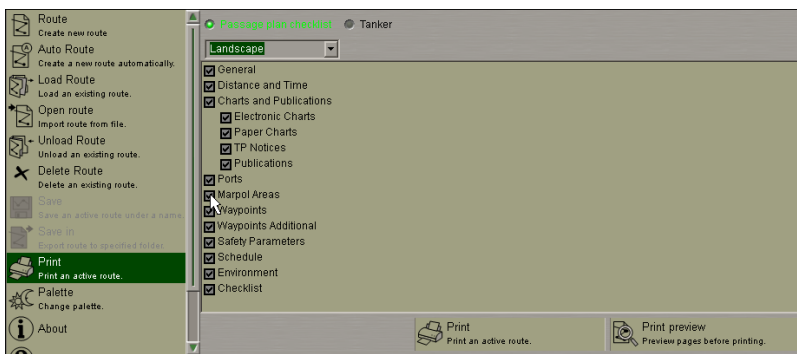 Route
Create new route
Auto Route
Create a new route automatically.
Load Route
Load an existing route.
Open route
Import route from file.
Unload Route
Unload an existing route.
Delete Route
Delete an existing route.
Save
Save an active route under a name.
Save in
Export route to specified folder.
Print
Print an active route.
Palette
Change palette.
About
Passage plan checklist
Tanker
Landscape
General
Distance and Time
Charts and Publications
Electronic Charts
Paper Charts
TP Notices
Publications
Ports
Marpol Areas
Waypoints
Waypoints Additional
Safety Parameters
Schedule
Environment
Checklist
Print
Print an active route.
Print preview
Preview pages before printing.